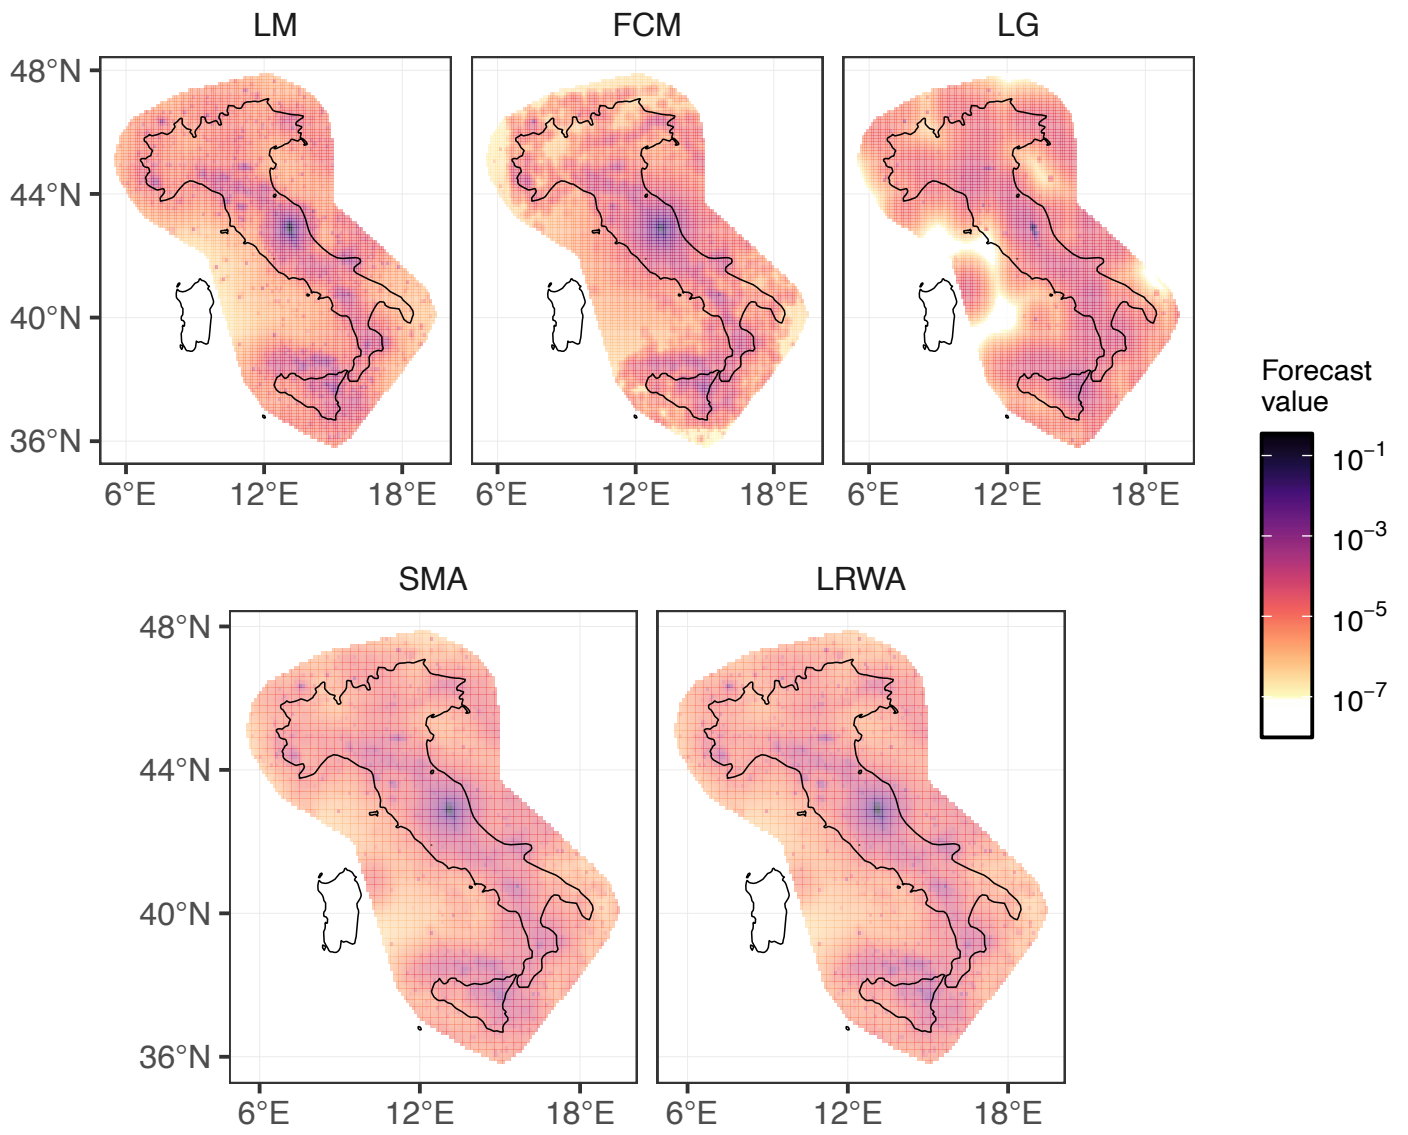 LM FCM LG
48°N
44°N
40°N
36°N
6°E 12°E 18°E 6°E 12°E 18°E 6°E 12°E 18°E
Forecast
value
10⁻¹
10⁻³
10⁻⁵
10⁻⁷
SMA LRWA
48°N
44°N
40°N
36°N
6°E 12°E 18°E 6°E 12°E 18°E